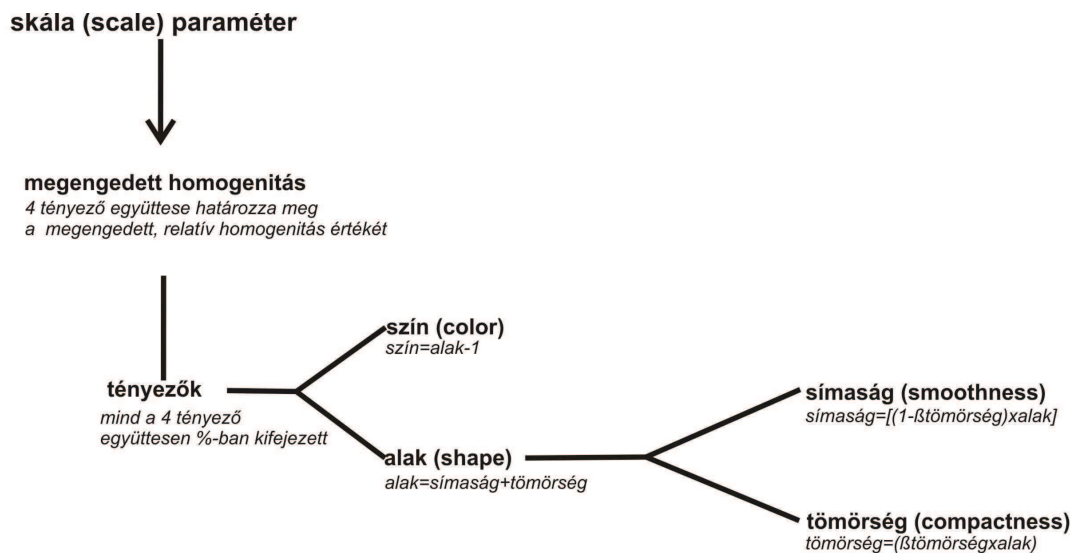 skála (scale) paraméter
megengedett homogenitás
4 tényező együttese határozza meg
a megengedett, relatív homogenitás értékét
szín (color)
szín=alak-1
tényezők
mind a 4 tényező
együttesen %-ban kifejezett
alak (shape)
alak=símaság+tömörség
símaság (smoothness)
símaság=[(1-ßtömörség)xalak]
tömörség (compactness)
tömörség=(ßtömörségxalak)